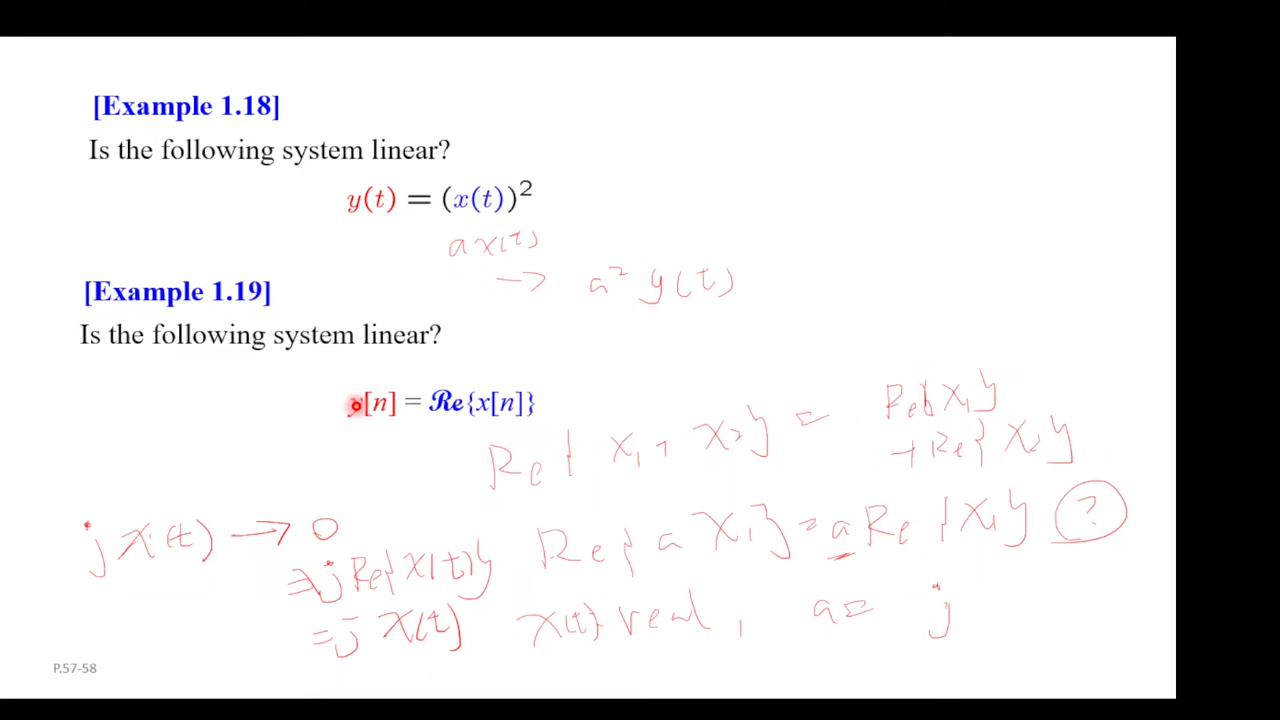 [Example 1.18]
Is the following system linear?
y(t) = (x(t))²
a x(t)
→ a² y(t)
[Example 1.19]
Is the following system linear?
y[n] = Re{x[n]}
Re{ x₁ + x₂} = Re{x₁}
+ Re{ x₂}
Re{ a x₁} = a Re {x₁} ?
j x(t) → 0
⇒ j Re{x(t)}
= j x(t)
x(t) real, a = j
P.57-58